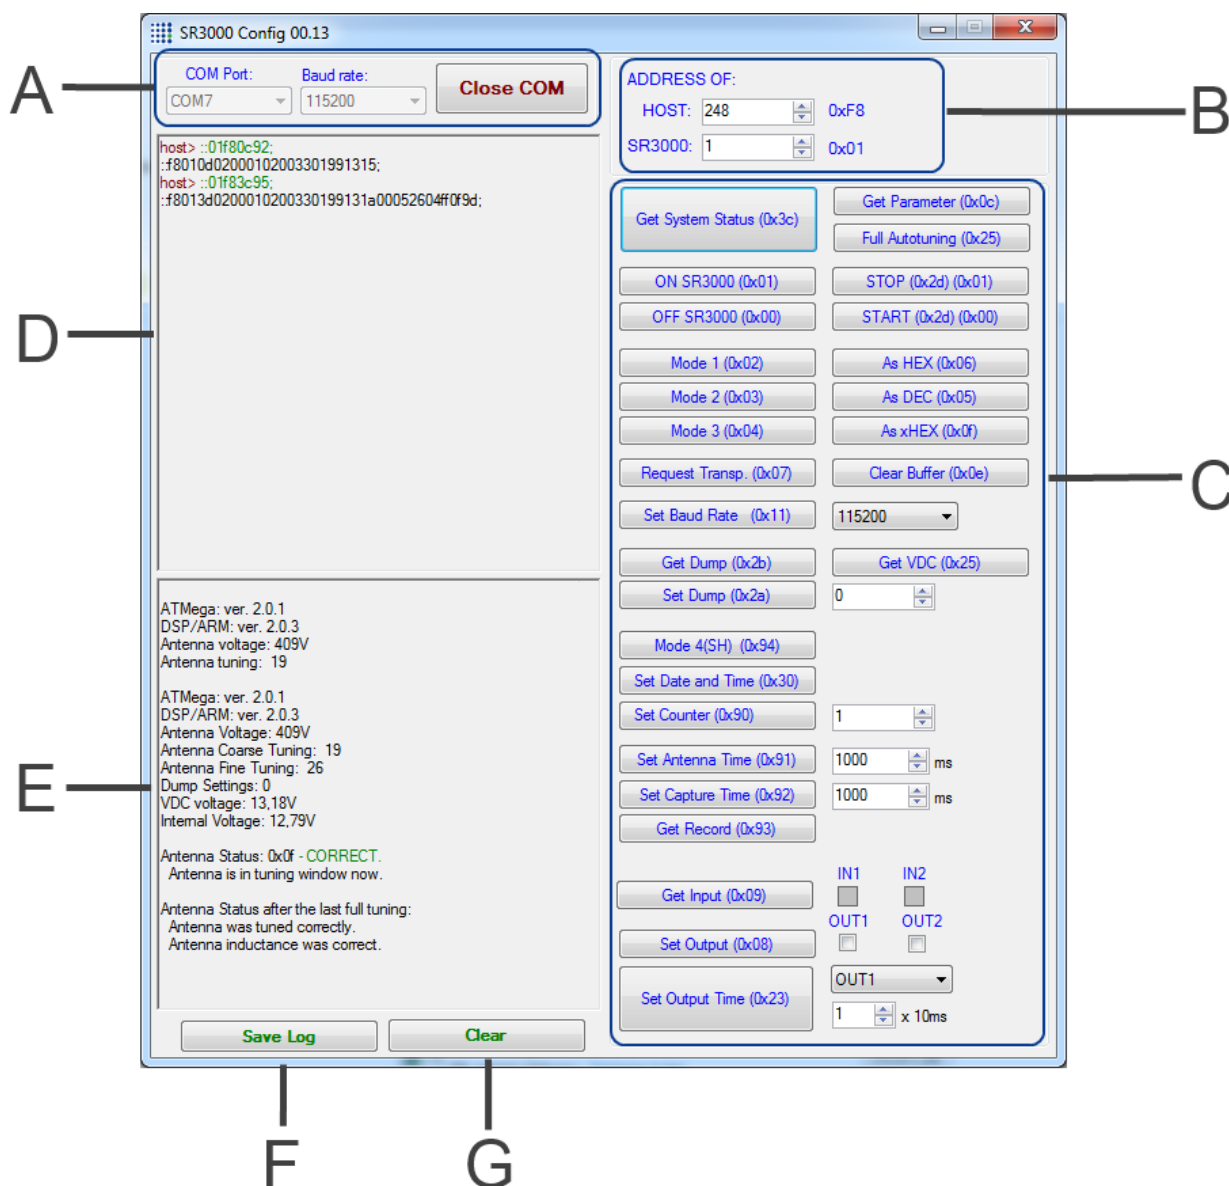 SR3000 Config 00.13
A
COM Port:
Baud rate:
COM7
115200
Close COM
ADDRESS OF:
HOST: 248 0xF8
SR3000: 1 0x01
B
host> ::01f80c92;
::f8010d02000102003301991315;
host> ::01f83c95;
::f8013d0200010200330199131a00052604ff0f9d;
D
Get System Status (0x3c)
Get Parameter (0x0c)
Full Autotuning (0x25)
ON SR3000 (0x01)
STOP (0x2d) (0x01)
OFF SR3000 (0x00)
START (0x2d) (0x00)
Mode 1 (0x02)
As HEX (0x06)
Mode 2 (0x03)
As DEC (0x05)
Mode 3 (0x04)
As xHEX (0x0f)
Request Transp. (0x07)
Clear Buffer (0x0e)
C
Set Baud Rate (0x11)
115200
Get Dump (0x2b)
Get VDC (0x25)
Set Dump (0x2a)
0
Mode 4(SH) (0x94)
Set Date and Time (0x30)
Set Counter (0x90)
1
Set Antenna Time (0x91)
1000 ms
Set Capture Time (0x92)
1000 ms
Get Record (0x93)
IN1 IN2
Get Input (0x09)
OUT1 OUT2
Set Output (0x08)
OUT1
Set Output Time (0x23)
1 x 10ms
ATMega: ver. 2.0.1
DSP/ARM: ver. 2.0.3
Antenna voltage: 409V
Antenna tuning: 19
ATMega: ver. 2.0.1
DSP/ARM: ver. 2.0.3
Antenna Voltage: 409V
Antenna Coarse Tuning: 19
Antenna Fine Tuning: 26
Dump Settings: 0
VDC voltage: 13,18V
Internal Voltage: 12,79V
E
Antenna Status: 0x0f - CORRECT.
Antenna is in tuning window now.
Antenna Status after the last full tuning:
Antenna was tuned correctly.
Antenna inductance was correct.
Save Log
Clear
F
G